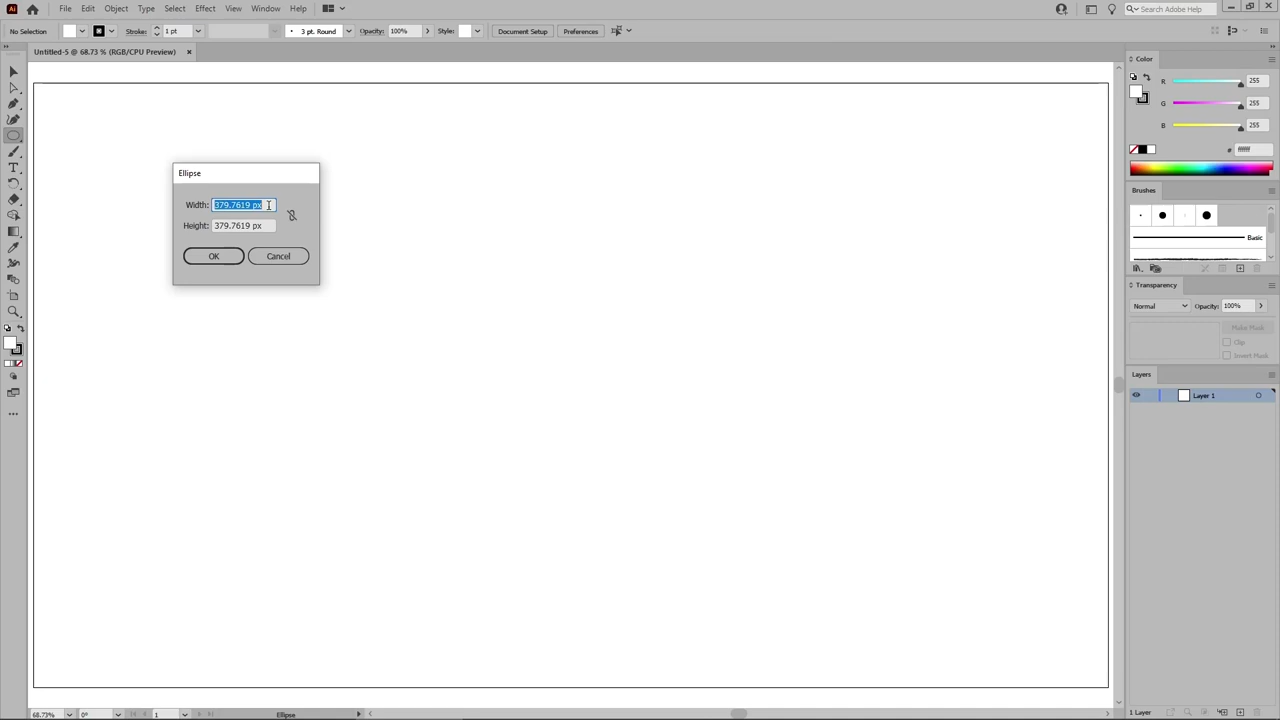 Ai File Edit Object Type Select Effect View Window Help Search Adobe Help
No Selection Stroke: 1 pt 3 pt. Round Opacity: 100% Style: Document Setup Preferences
Untitled-5 @ 68.73 % (RGB/CPU Preview)
Color
R 255
G 255
B 255
# ffffff
Ellipse
Width: 379.7619 px
Height: 379.7619 px
OK Cancel
Brushes
Basic
Transparency
Normal Opacity: 100%
Make Mask
Clip
Invert Mask
Layers
Layer 1
68.73% 0° 1 Ellipse 1 Layer